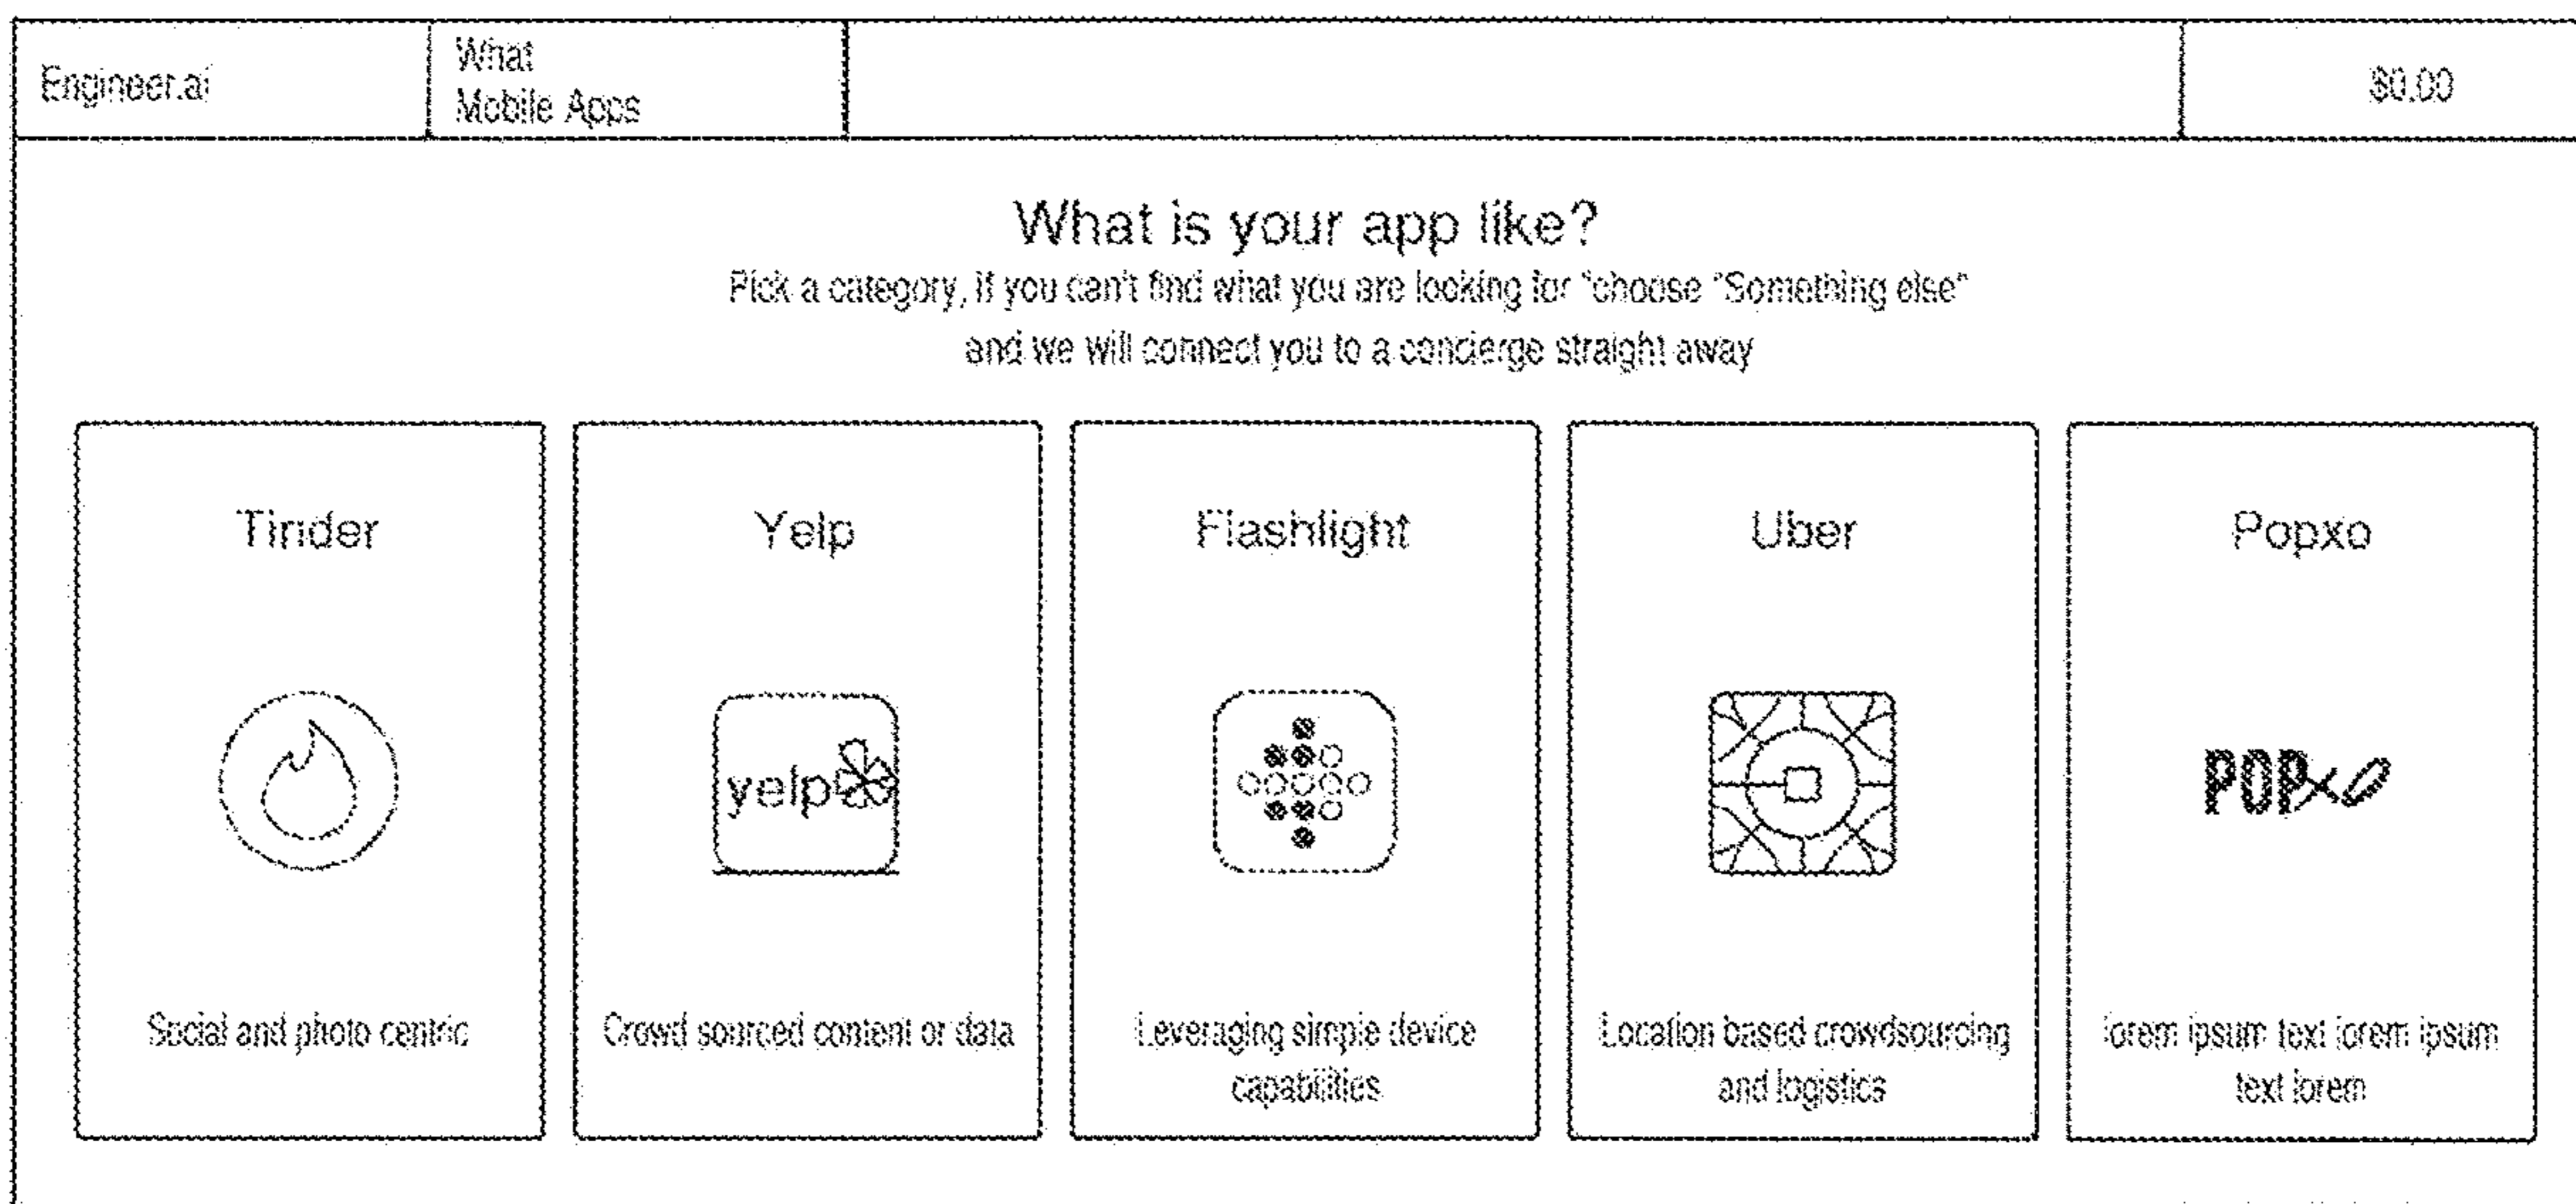 Engineer.ai
What
Mobile Apps
$0.00
What is your app like?
Pick a category, if you can't find what you are looking for "choose "Something else"
and we will connect you to a concierge straight away
Tinder
Yelp
Flashlight
Uber
Popxo
yelp
POPxo
Social and photo centric
Crowd sourced content or data
Leveraging simple device
capabilities
Location based crowdsourcing
and logistics
lorem ipsum text lorem ipsum
text lorem